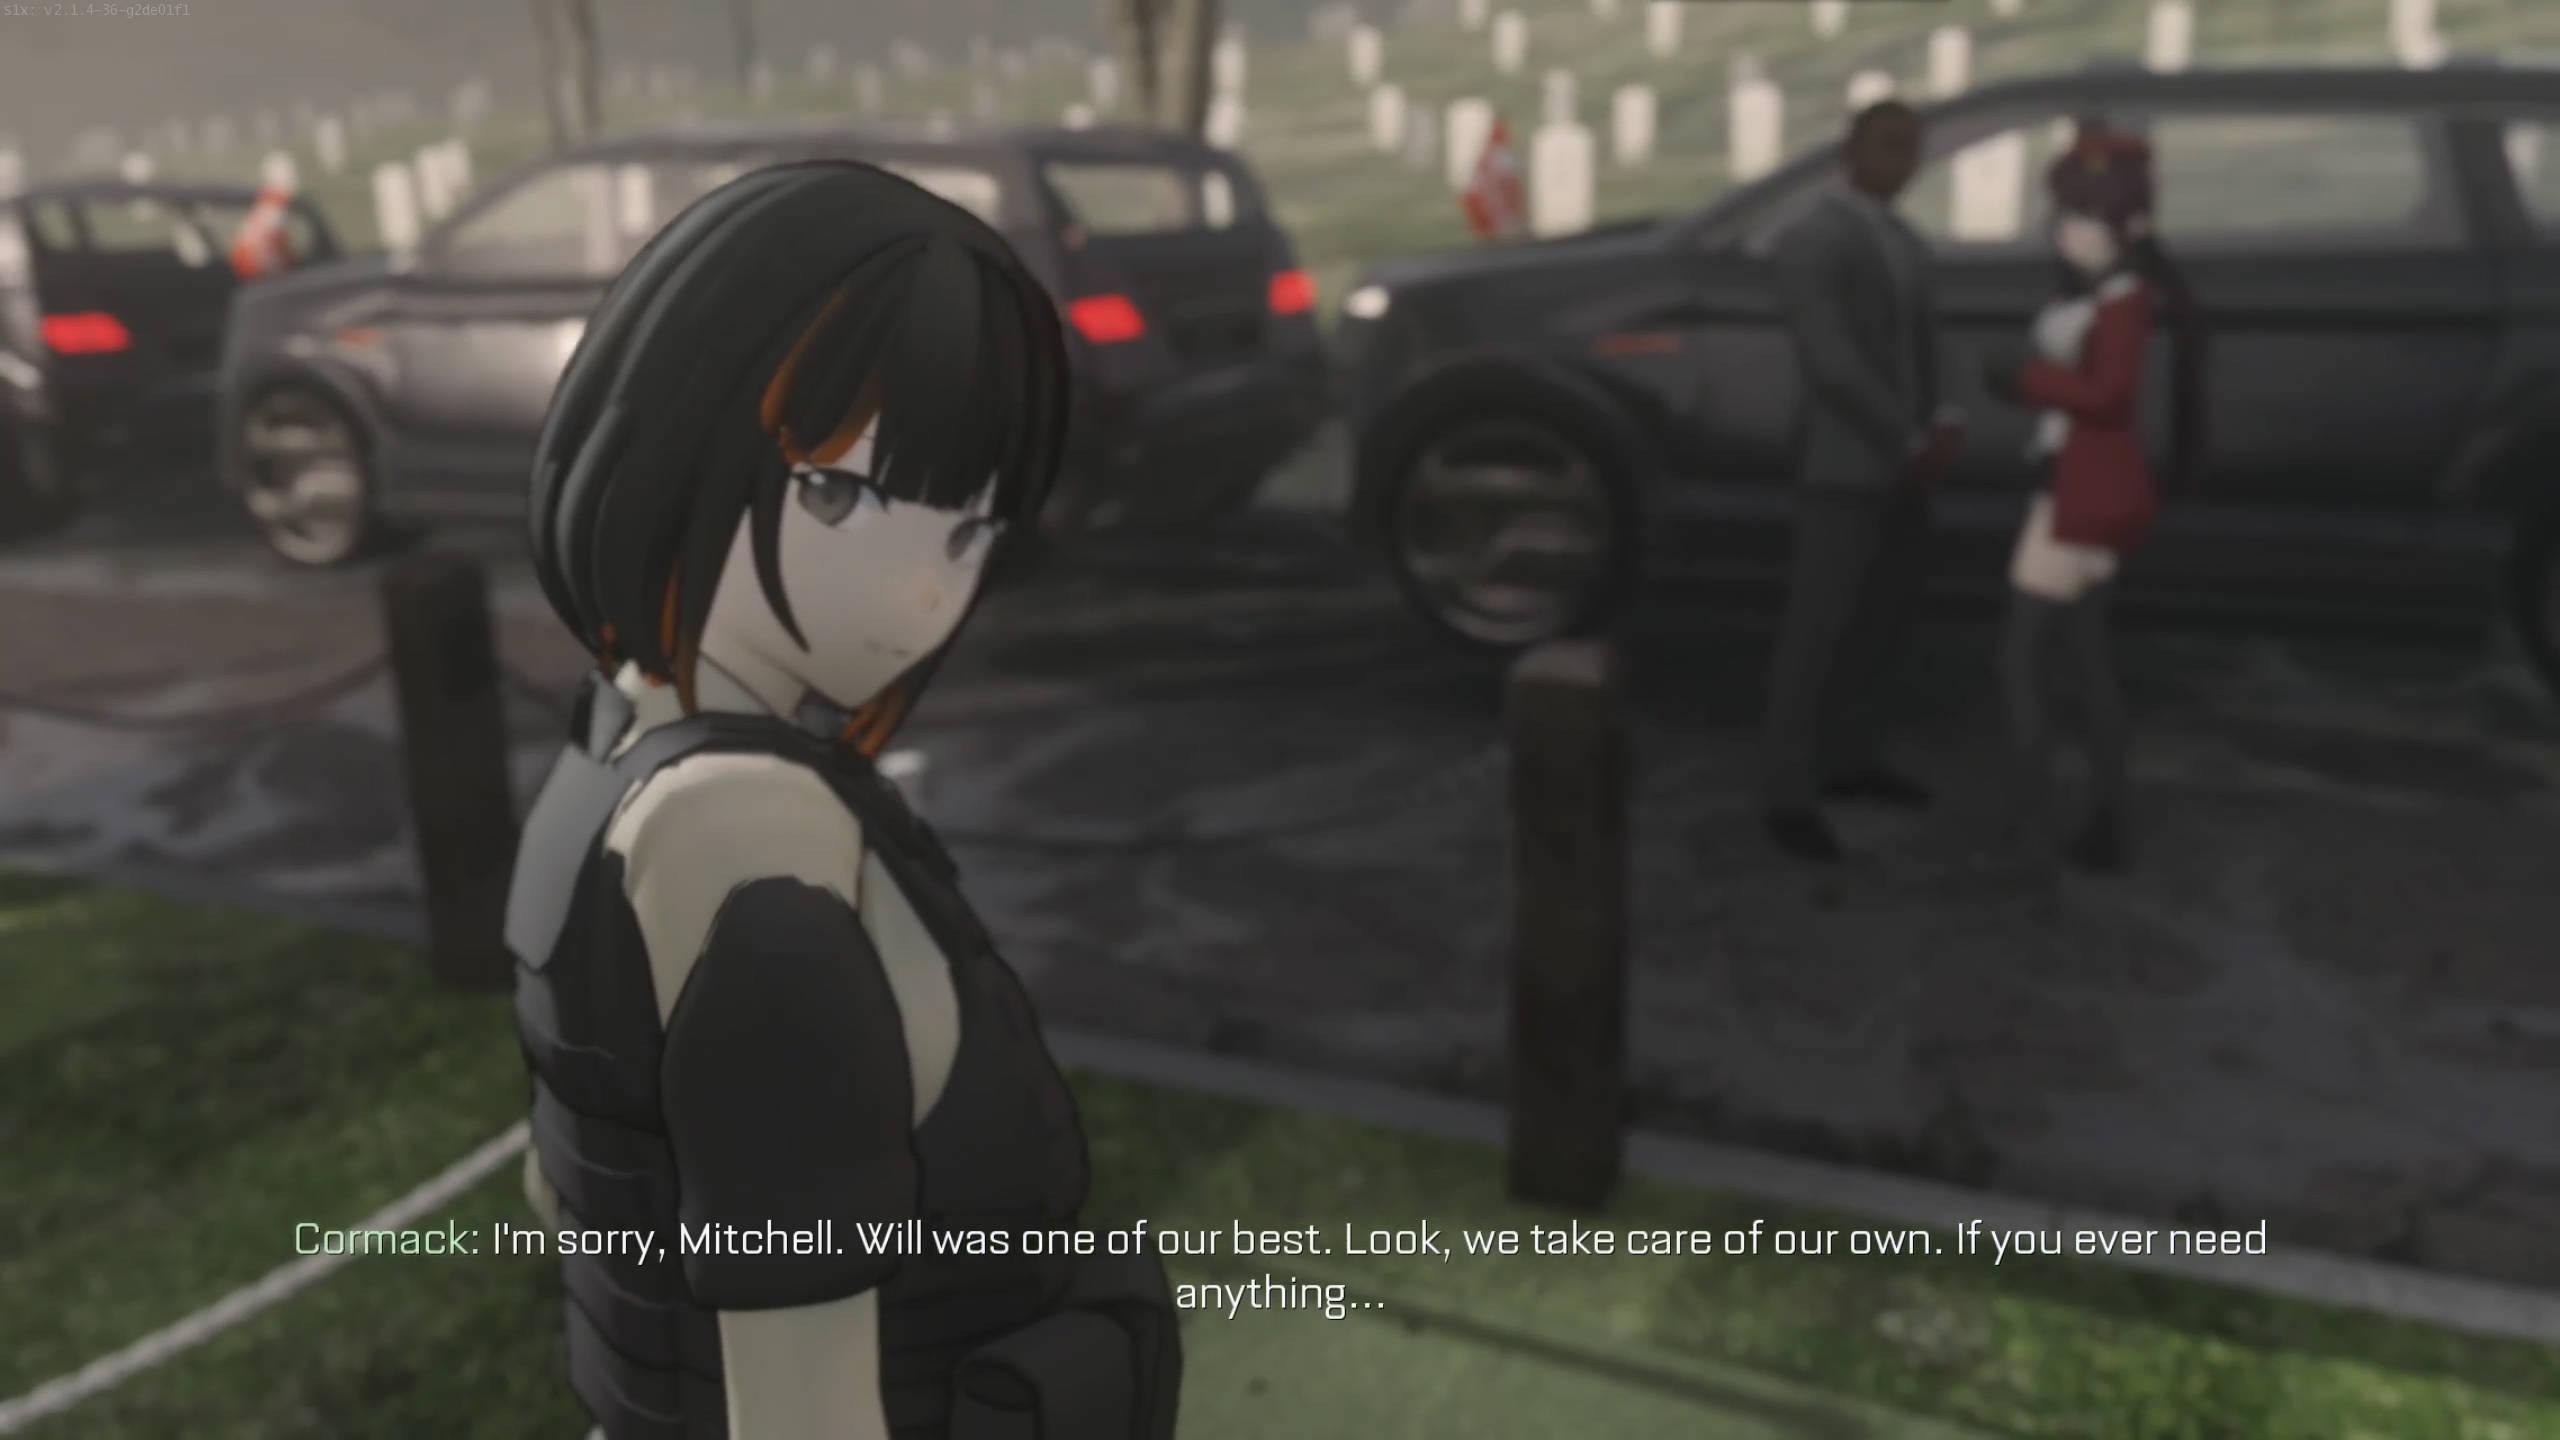 s1x: v2.1.4-36-g2de01f1
Cormack: I'm sorry, Mitchell. Will was one of our best. Look, we take care of our own. If you ever need
anything...